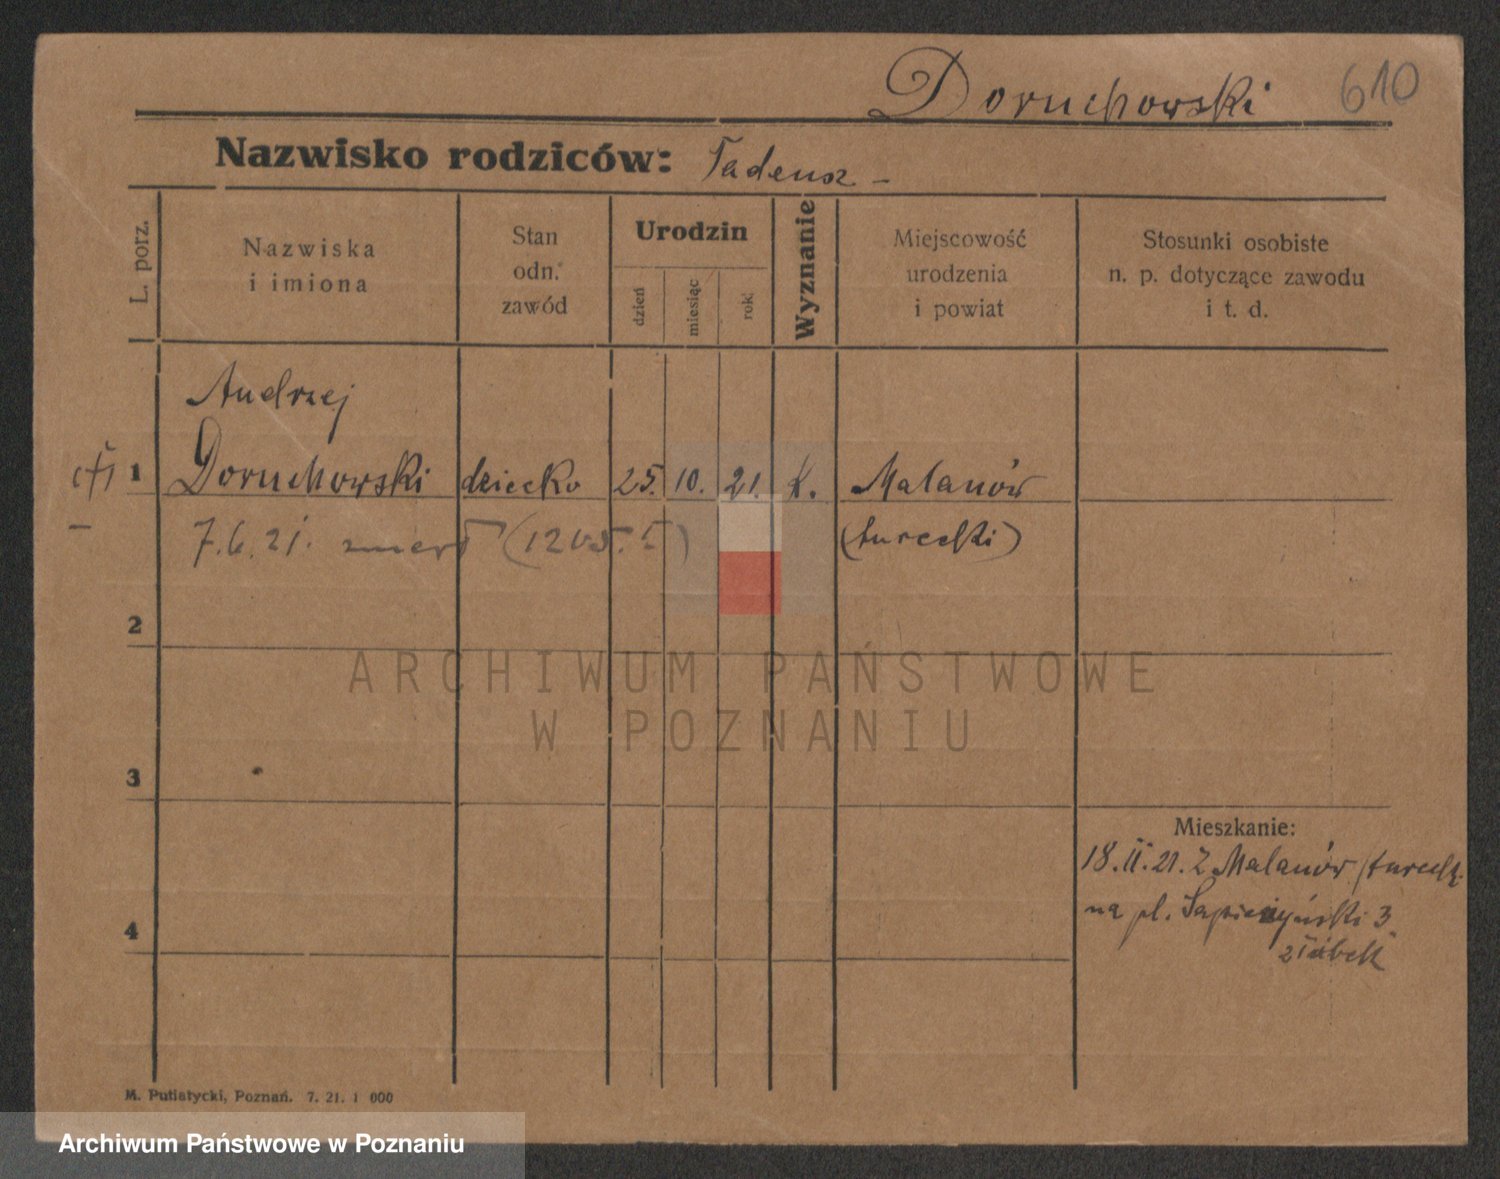 Doruchowski 610
Nazwisko rodziców: Tadeusz –
L. porz.
Nazwiska
i imiona
Stan
odn.
zawód
Urodzin
dzień
miesiąc
rok
Wyznanie
Miejscowość
urodzenia
i powiat
Stosunki osobiste
n. p. dotyczące zawodu
i t. d.
Andrzej
1 Doruchowski dziecko 25. 10. 21. k. Malanów
7.6.21. zmarł (turecki)
2
ARCHIWUM PAŃSTWOWE
W POZNANIU
3
Mieszkanie:
18.II.21. z Malanów
na pl. 3
4
żłóbek
M. Putiatycki, Poznań. 7. 21. 1 000
Archiwum Państwowe w Poznaniu